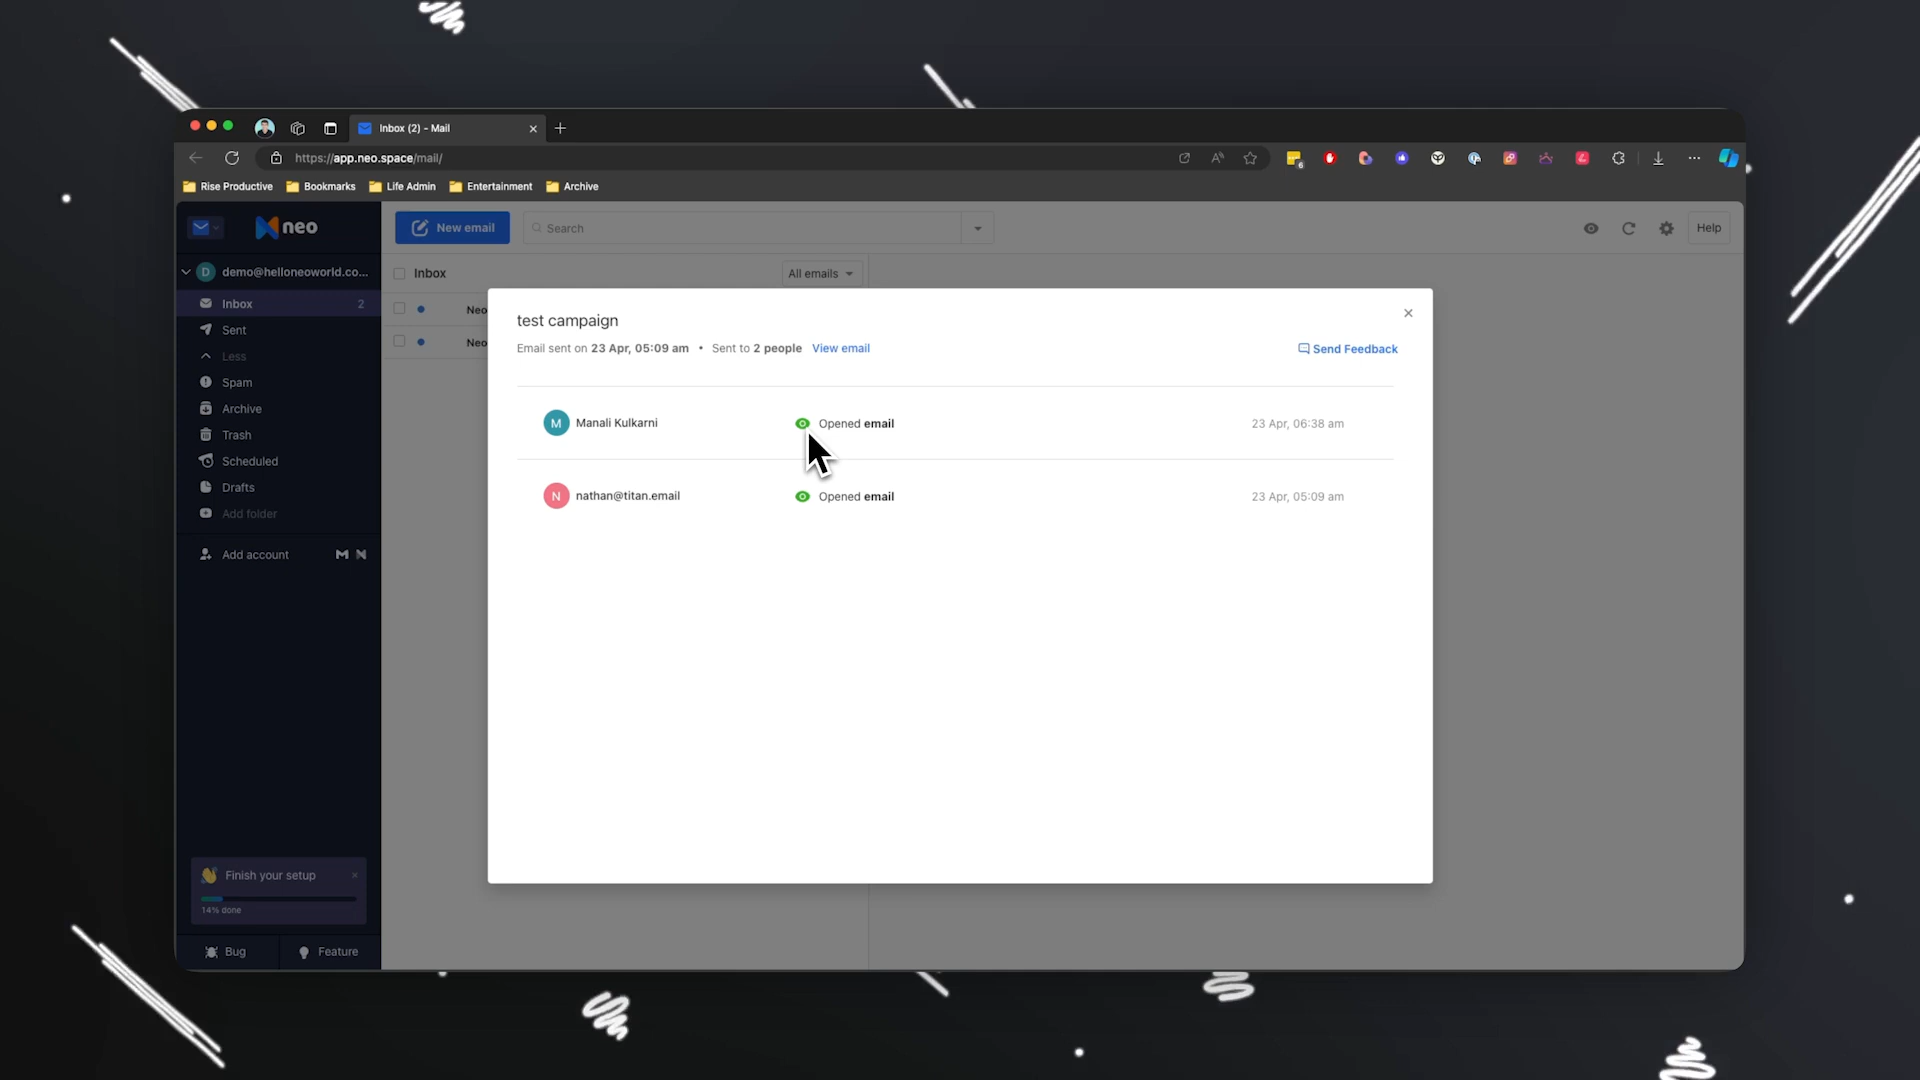 Inbox (2) - Mail
https://app.neo.space/mail/
6
Rise Productive Bookmarks Life Admin Entertainment Archive
neo
New email
Search
Help
D demo@helloneoworld.co...
Inbox 2
Sent
Less
Spam
Archive
Trash
Scheduled
Drafts
Add folder
Add account
Inbox
All emails
Neo
Neo
test campaign
Email sent on 23 Apr, 05:09 am • Sent to 2 people View email
Send Feedback
M Manali Kulkarni Opened email 23 Apr, 06:38 am
N nathan@titan.email Opened email 23 Apr, 05:09 am
Finish your setup
14% done
Bug Feature